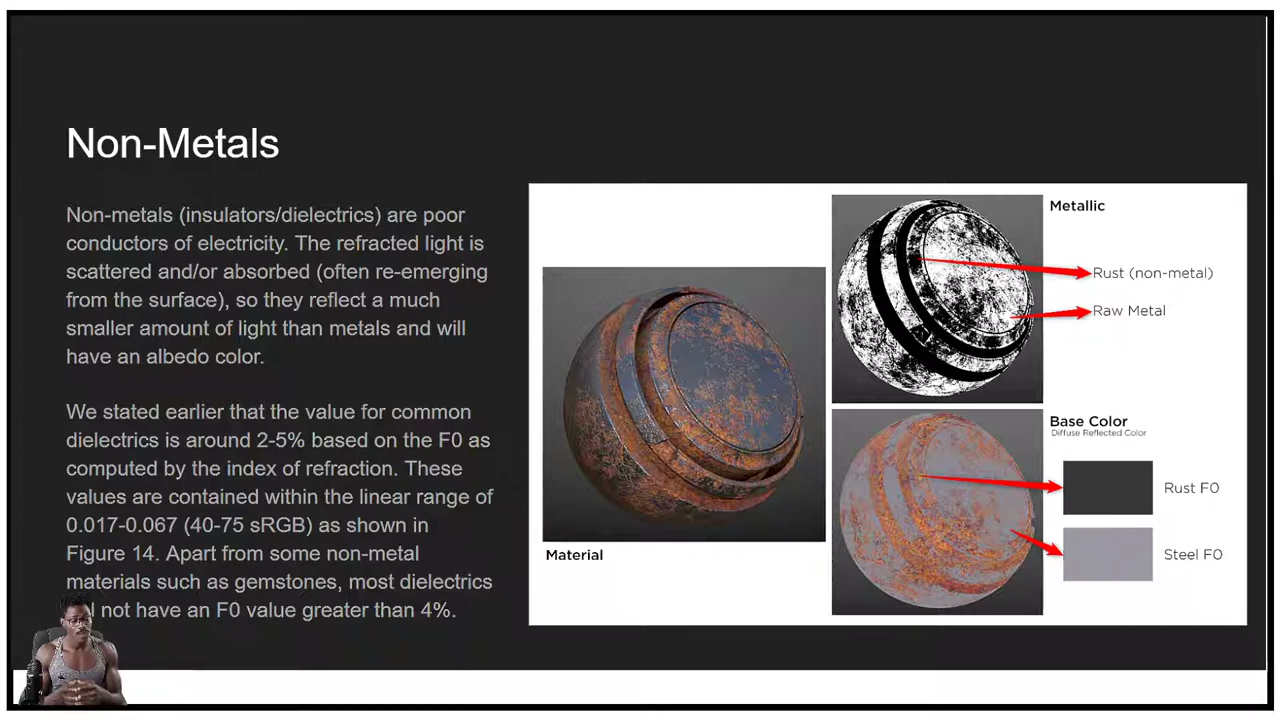 Non-Metals
Non-metals (insulators/dielectrics) are poor
conductors of electricity. The refracted light is
scattered and/or absorbed (often re-emerging
from the surface), so they reflect a much
smaller amount of light than metals and will
have an albedo color.
We stated earlier that the value for common
dielectrics is around 2-5% based on the F0 as
computed by the index of refraction. These
values are contained within the linear range of
0.017-0.067 (40-75 sRGB) as shown in
Figure 14. Apart from some non-metal
materials such as gemstones, most dielectrics
not have an F0 value greater than 4%.
Material
Metallic
Rust (non-metal)
Raw Metal
Base Color
Diffuse Reflected Color
Rust F0
Steel F0